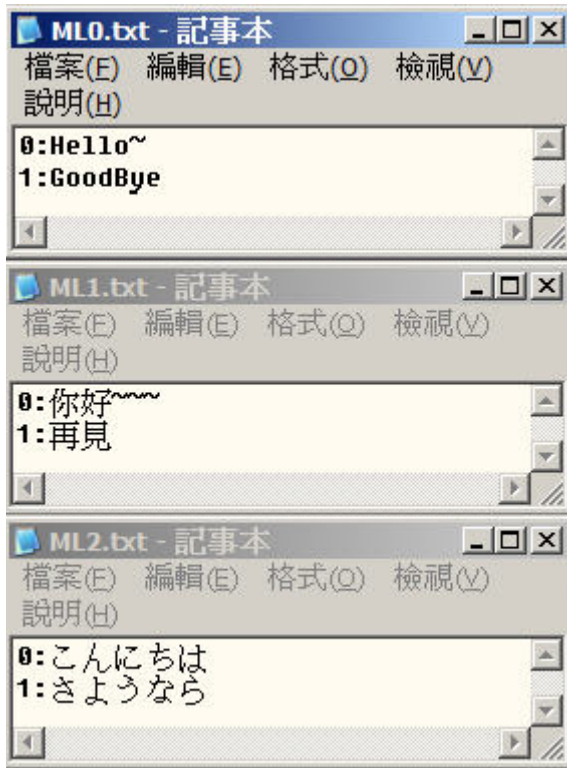 ML0.txt - 記事本
檔案(F) 編輯(E) 格式(O) 檢視(V)
說明(H)
0:Hello~
1:GoodBye
ML1.txt - 記事本
檔案(F) 編輯(E) 格式(O) 檢視(V)
說明(H)
0:你好~~~~
1:再見
ML2.txt - 記事本
檔案(F) 編輯(E) 格式(O) 檢視(V)
說明(H)
0:こんにちは
1:さようなら